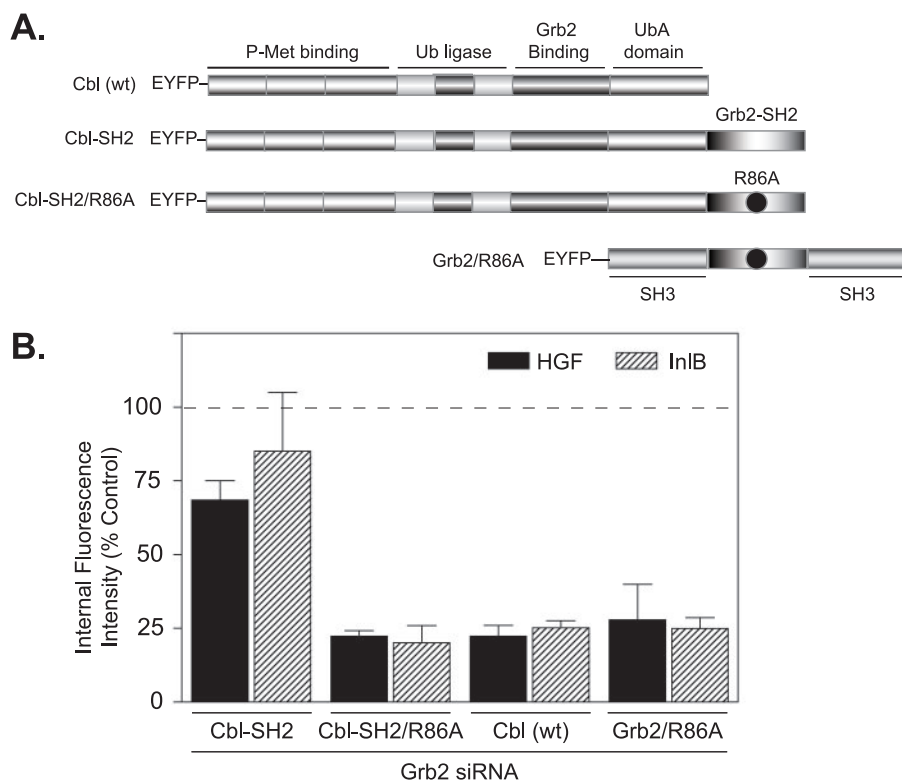 A.
Grb2 UbA
P-Met binding Ub ligase Binding domain
Cbl (wt) EYFP
Grb2-SH2
Cbl-SH2 EYFP
R86A
Cbl-SH2/R86A EYFP
Grb2/R86A EYFP
SH3 SH3
B.
HGF InlB
100
75
50
25
0
Internal Fluorescence
Intensity (% Control)
Cbl-SH2 Cbl-SH2/R86A Cbl (wt) Grb2/R86A
Grb2 siRNA